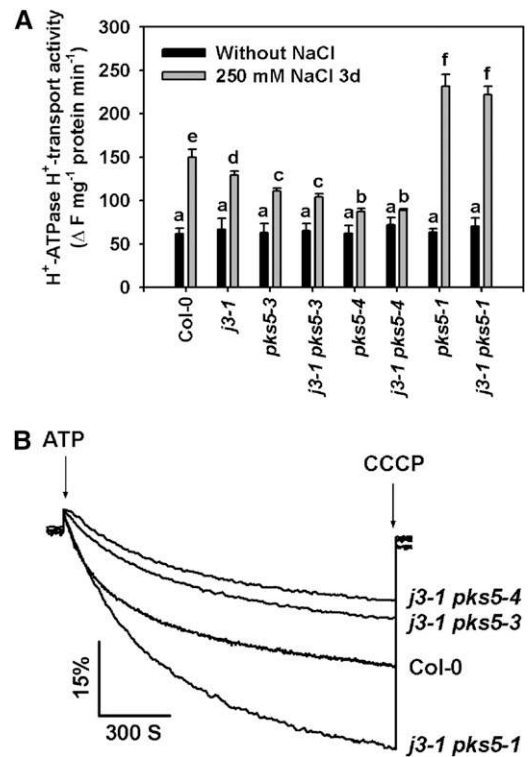 A
H⁺-ATPase H⁺-transport activity
(Δ F mg⁻¹ protein min⁻¹)
300
250
200
150
100
50
0
Without NaCl
250 mM NaCl 3d
a e a d a c a c a b a b a f a f
Col-0
j3-1
pks5-3
j3-1 pks5-3
pks5-4
j3-1 pks5-4
pks5-1
j3-1 pks5-1
B
ATP
CCCP
j3-1 pks5-4
j3-1 pks5-3
Col-0
j3-1 pks5-1
15%
300 S